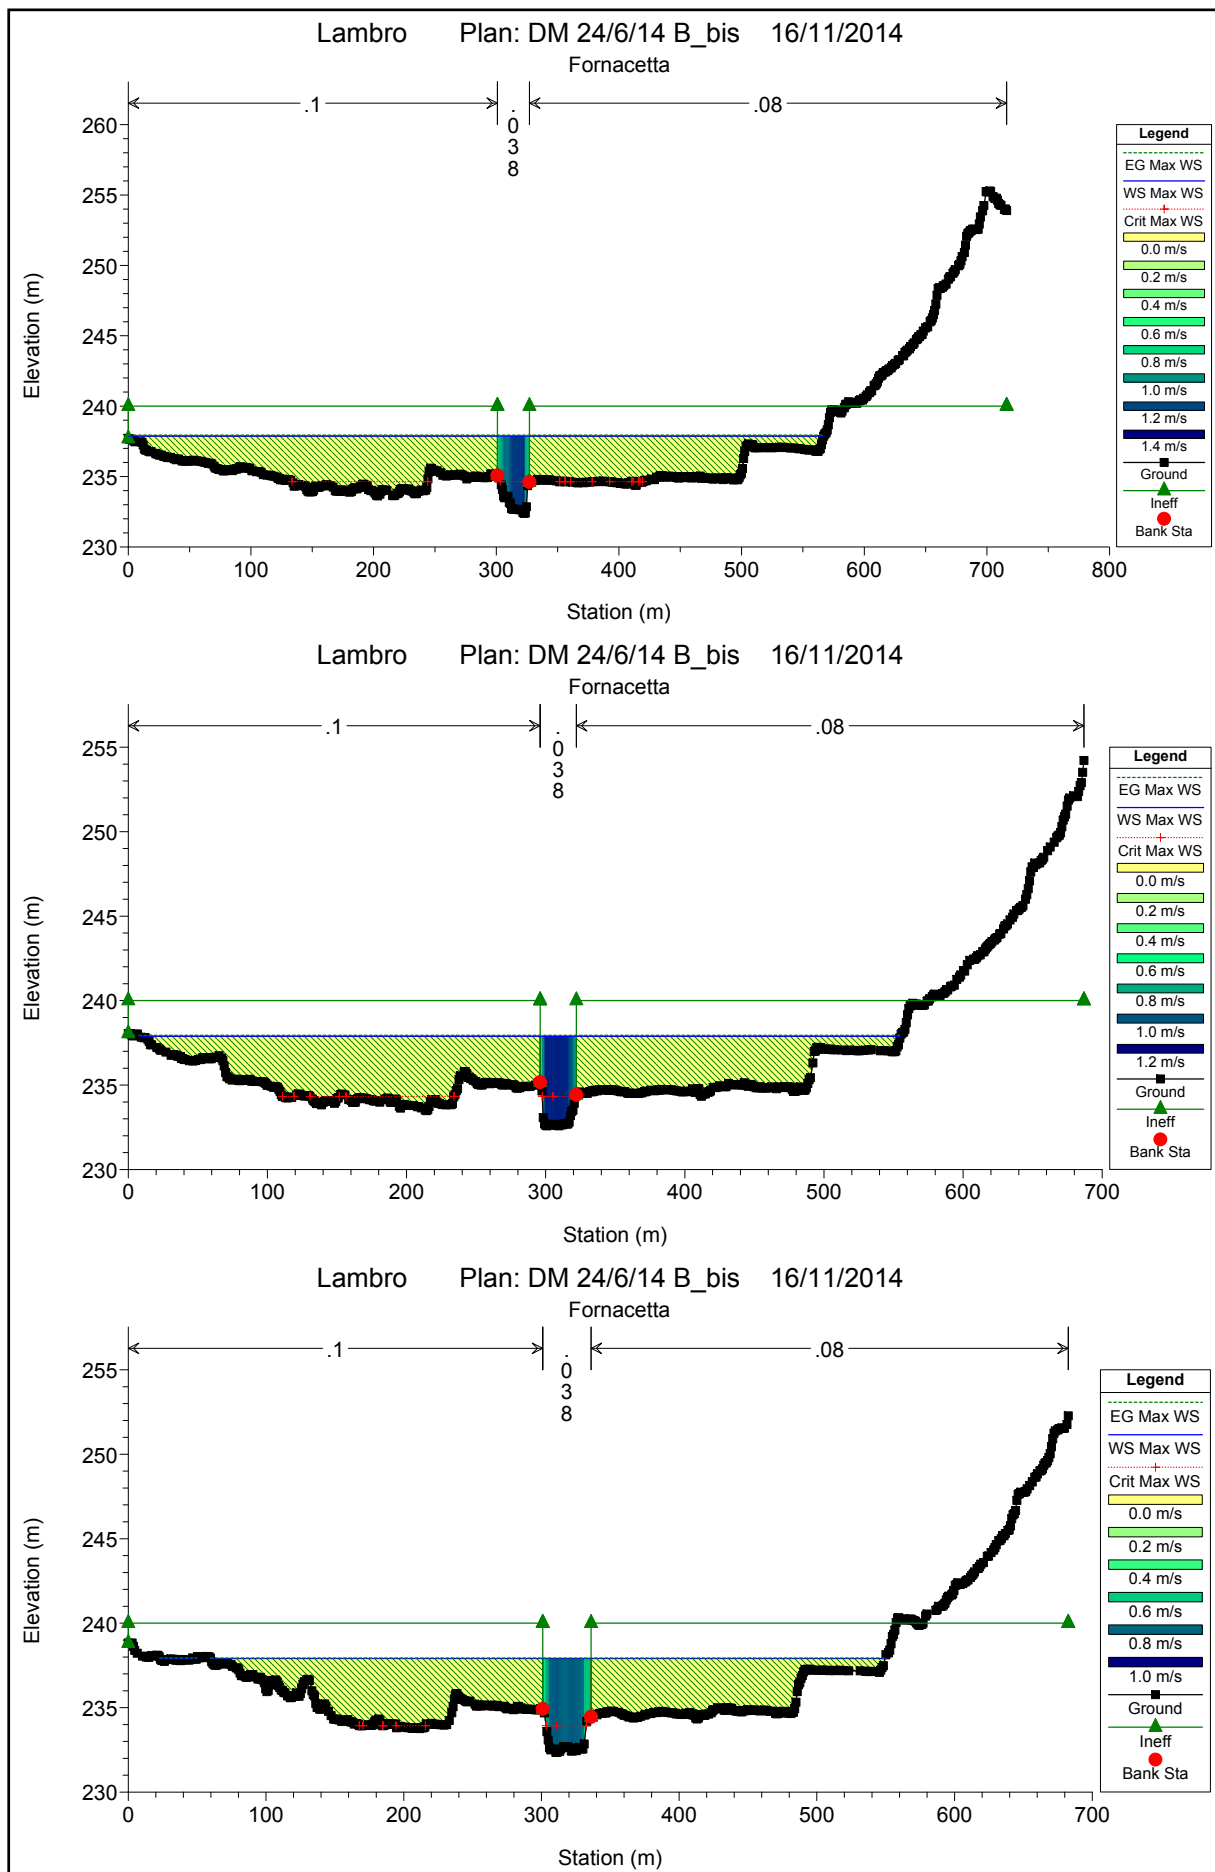 Lambro Plan: DM 24/6/14 B_bis 16/11/2014
Fornacetta
.1
.038
.08
Elevation (m)
260
255
250
245
240
235
230
0
100
200
300
400
500
600
700
800
Station (m)
Legend
EG Max WS
WS Max WS
Crit Max WS
0.0 m/s
0.2 m/s
0.4 m/s
0.6 m/s
0.8 m/s
1.0 m/s
1.2 m/s
1.4 m/s
Ground
Ineff
Bank Sta
Lambro Plan: DM 24/6/14 B_bis 16/11/2014
Fornacetta
.1
.038
.08
Elevation (m)
255
250
245
240
235
230
0
100
200
300
400
500
600
700
Station (m)
Legend
EG Max WS
WS Max WS
Crit Max WS
0.0 m/s
0.2 m/s
0.4 m/s
0.6 m/s
0.8 m/s
1.0 m/s
1.2 m/s
Ground
Ineff
Bank Sta
Lambro Plan: DM 24/6/14 B_bis 16/11/2014
Fornacetta
.1
.038
.08
Elevation (m)
255
250
245
240
235
230
0
100
200
300
400
500
600
700
Station (m)
Legend
EG Max WS
WS Max WS
Crit Max WS
0.0 m/s
0.2 m/s
0.4 m/s
0.6 m/s
0.8 m/s
1.0 m/s
Ground
Ineff
Bank Sta